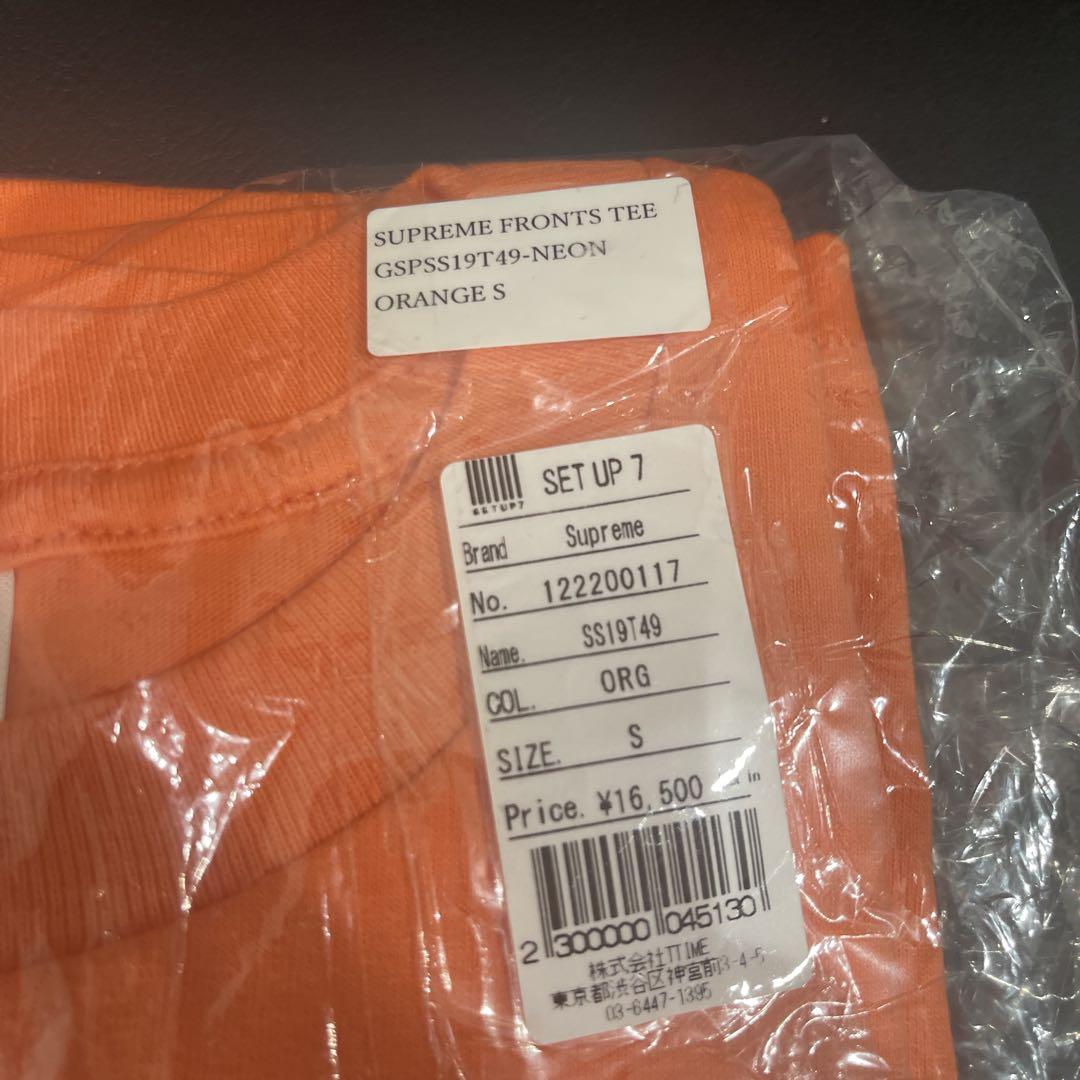 SUPREME FRONTS TEE
GSPSS19T49-NEON
ORANGE S
SETUP7
SET UP 7
Brand Supreme
No. 122200117
Name. SS19T49
COL. ORG
SIZE. S
Price. ¥16,500 in
2 300000 045130
株式会社TTIME
東京都渋谷区神宮前3-4-5
03-6447-1395